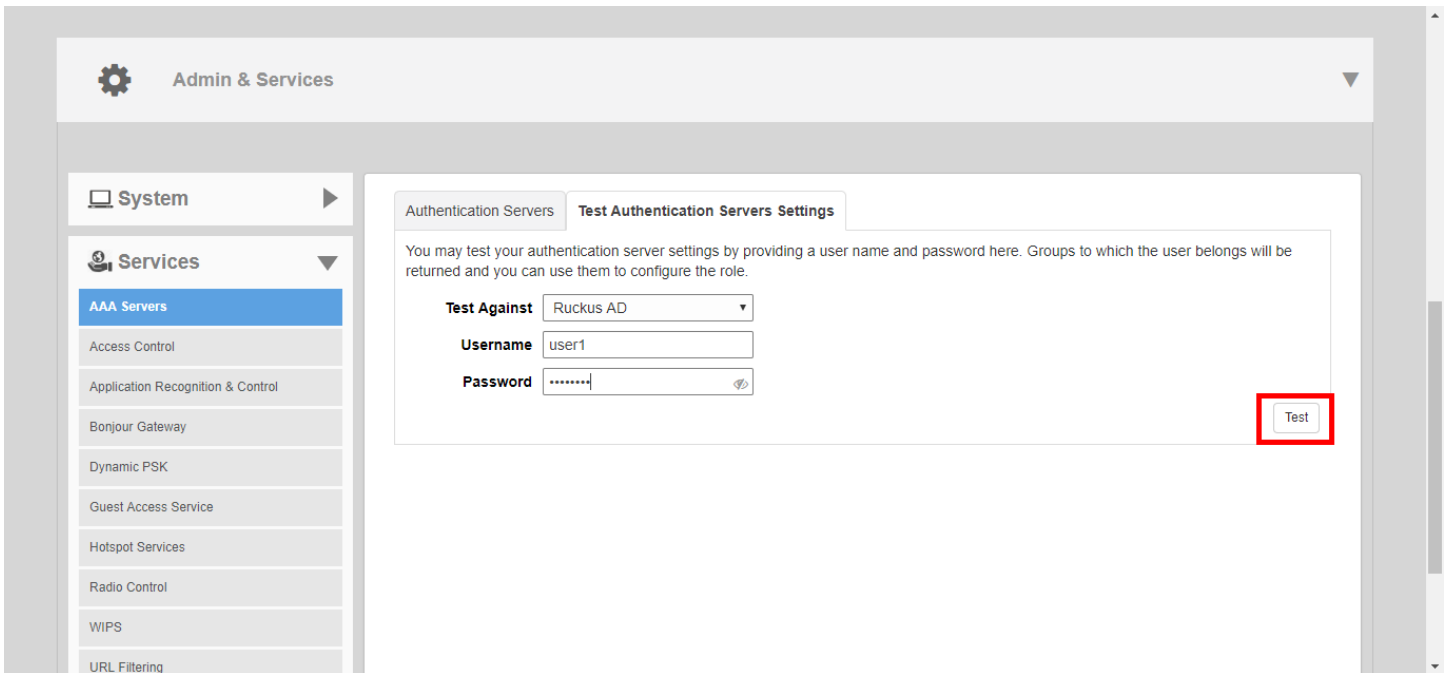 Admin & Services
System
Services
AAA Servers
Access Control
Application Recognition & Control
Bonjour Gateway
Dynamic PSK
Guest Access Service
Hotspot Services
Radio Control
WIPS
URL Filtering
Authentication Servers
Test Authentication Servers Settings
You may test your authentication server settings by providing a user name and password here. Groups to which the user belongs will be
returned and you can use them to configure the role.
Test Against Ruckus AD
Username user1
Password ••••••••
Test